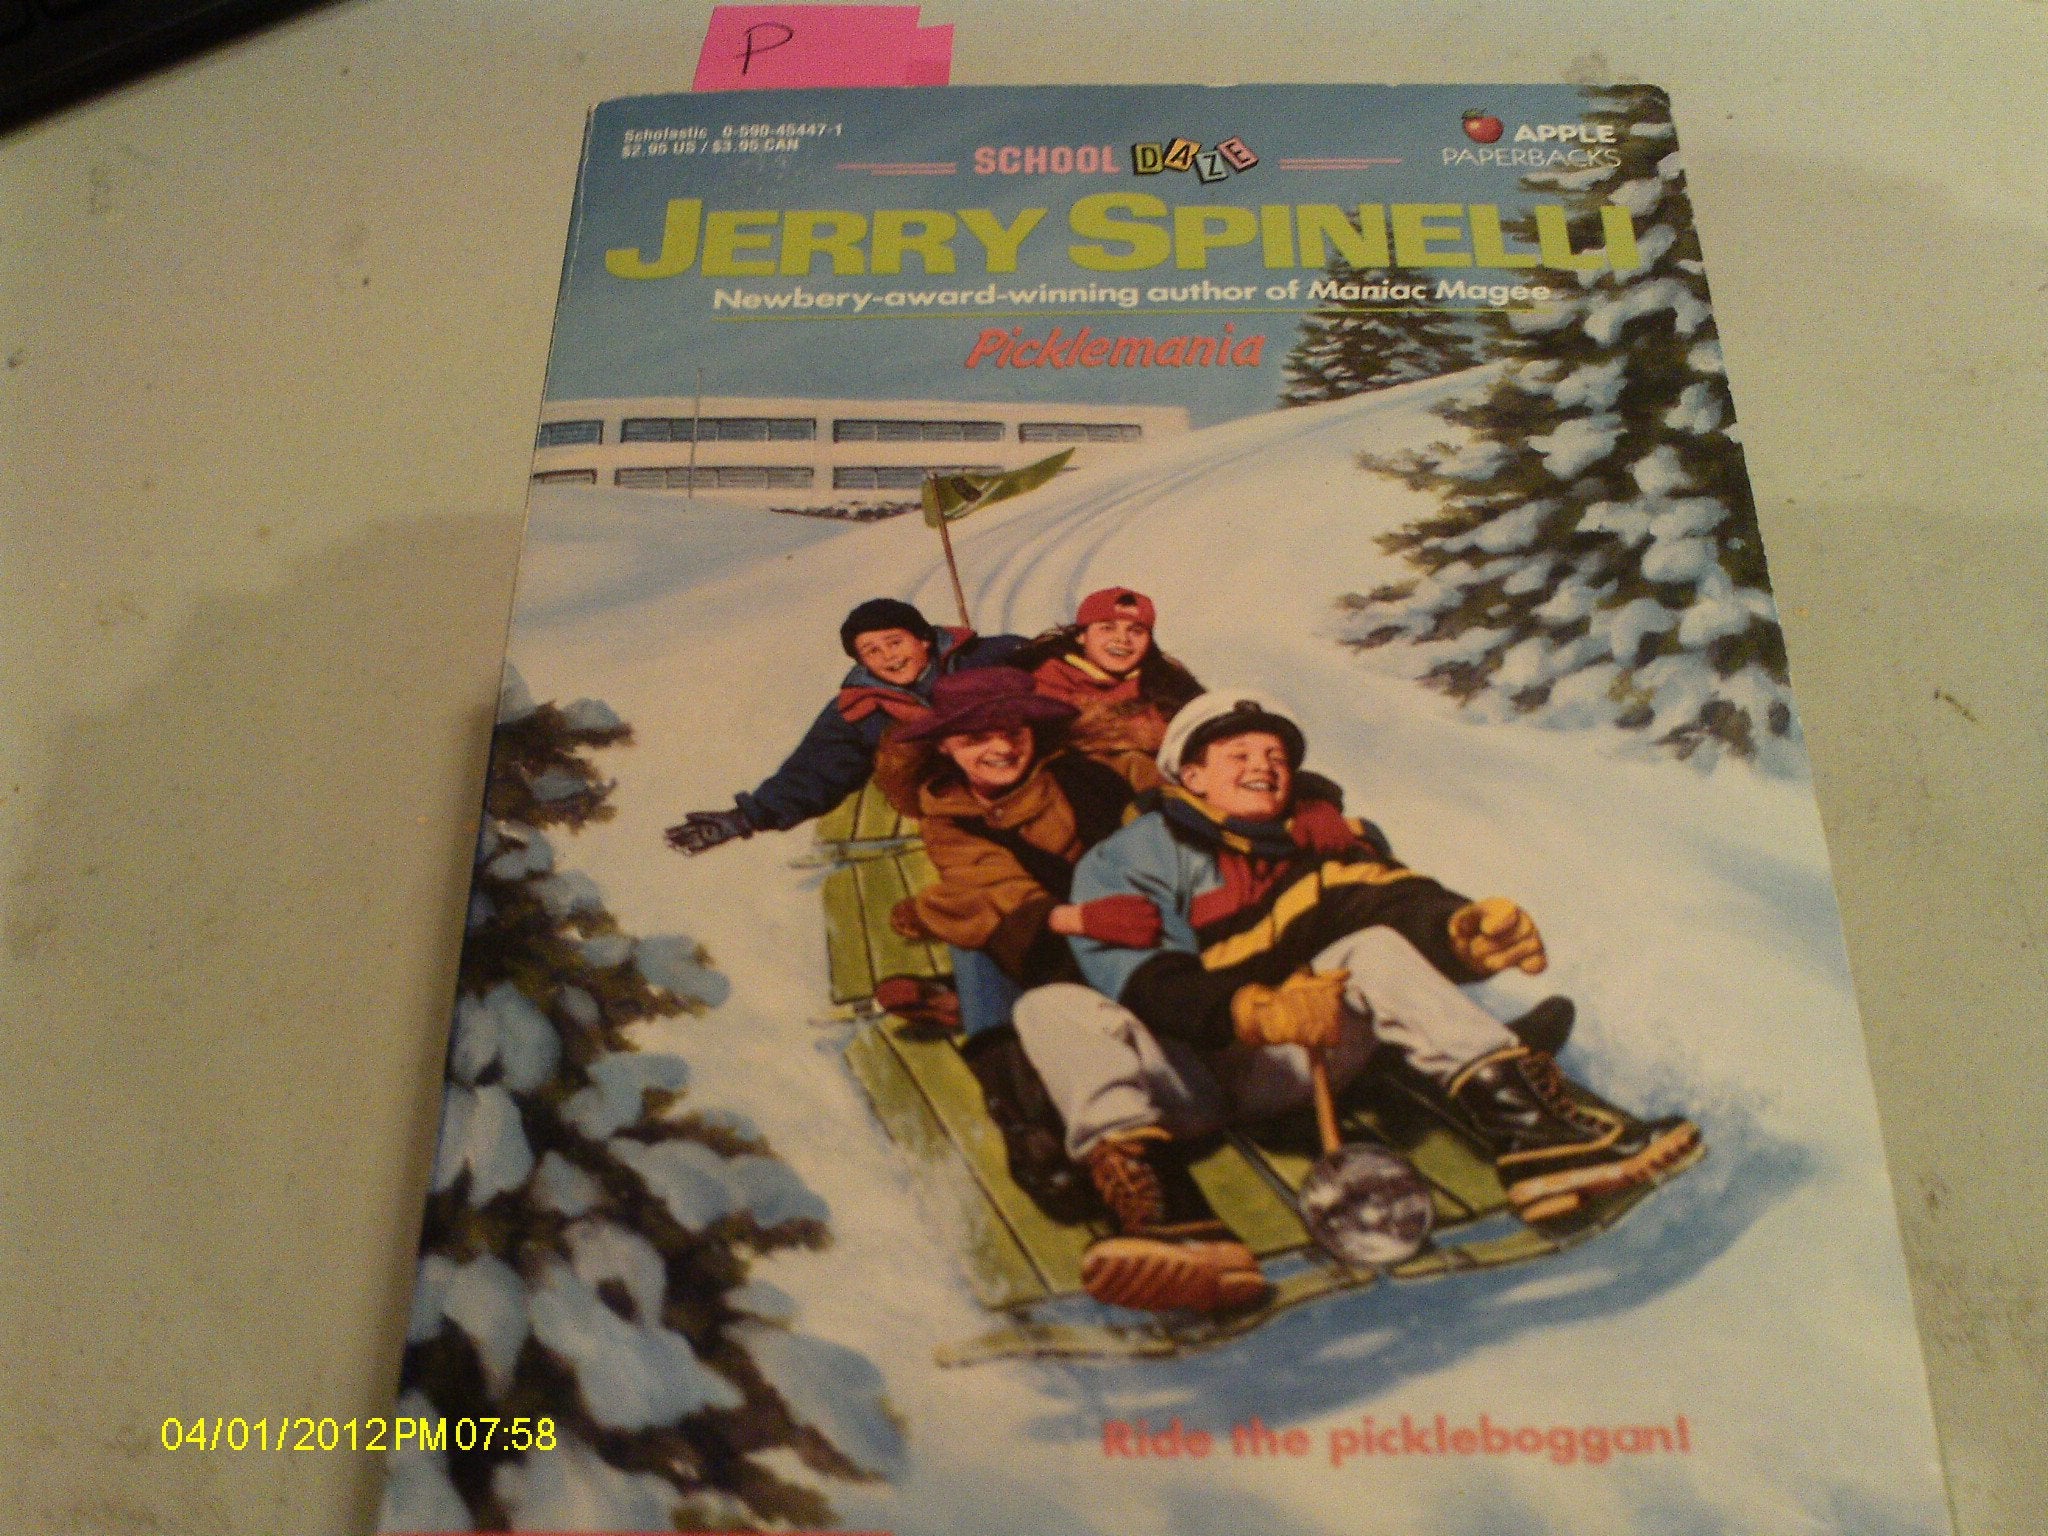 P
Scholastic 0-590-45447-1
$2.95 US / $3.95 CAN
SCHOOL DAZE
APPLE
PAPERBACKS
JERRY SPINELLI
Newbery-award-winning author of Maniac Magee
Picklemania
Ride the pickleboggan!
04/01/2012 PM 07:58